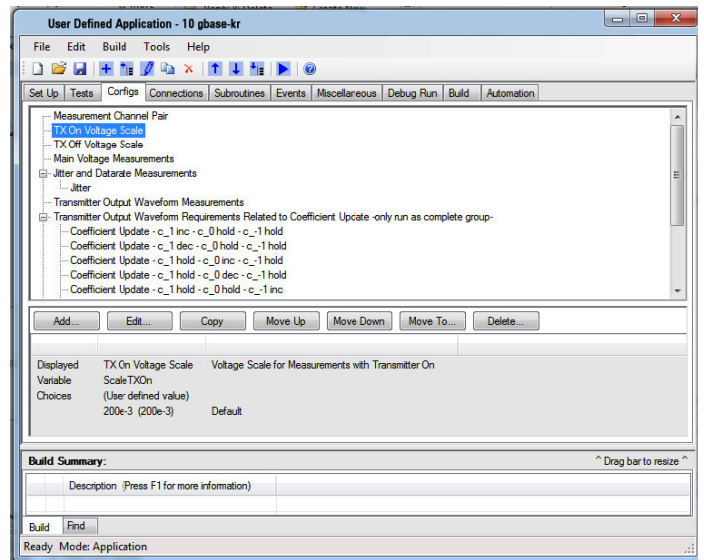 User Defined Application - 10 gbase-kr
File Edit Build Tools Help
Set Up Tests Configs Connections Subroutines Events Miscellaneous Debug Run Build Automation
Measurement Channel Pair
TX On Voltage Scale
TX Off Voltage Scale
Main Voltage Measurements
Jitter and Datarate Measurements
Jitter
Transmitter Output Waveform Measurements
Transmitter Output Waveform Requirements Related to Coefficient Update -only run as complete group-
Coefficient Update - c_1 inc - c_0 hold - c_-1 hold
Coefficient Update - c_1 dec - c_0 hold - c_-1 hold
Coefficient Update - c_1 hold - c_0 inc - c_-1 hold
Coefficient Update - c_1 hold - c_0 dec - c_-1 hold
Coefficient Update - c_1 hold - c_0 hold - c_-1 inc
Add... Edit... Copy Move Up Move Down Move To... Delete...
Displayed TX On Voltage Scale Voltage Scale for Measurements with Transmitter On
Variable ScaleTXOn
Choices (User defined value)
200e-3 (200e-3) Default
Build Summary: ^ Drag bar to resize ^
Description (Press F1 for more information)
Build Find
Ready Mode: Application